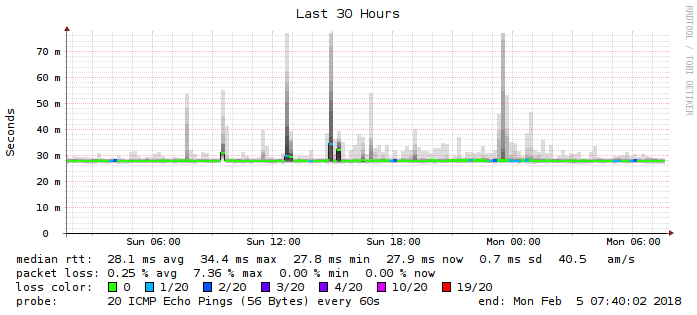 Last 30 Hours
RRDTOOL / TOBI OETIKER
Seconds
70 m
60 m
50 m
40 m
30 m
20 m
10 m
0
Sun 06:00 Sun 12:00 Sun 18:00 Mon 00:00 Mon 06:00
median rtt: 28.1 ms avg 34.4 ms max 27.8 ms min 27.9 ms now 0.7 ms sd 40.5 am/s
packet loss: 0.25 % avg 7.36 % max 0.00 % min 0.00 % now
loss color: 0 1/20 2/20 3/20 4/20 10/20 19/20
probe: 20 ICMP Echo Pings (56 Bytes) every 60s end: Mon Feb 5 07:40:02 2018